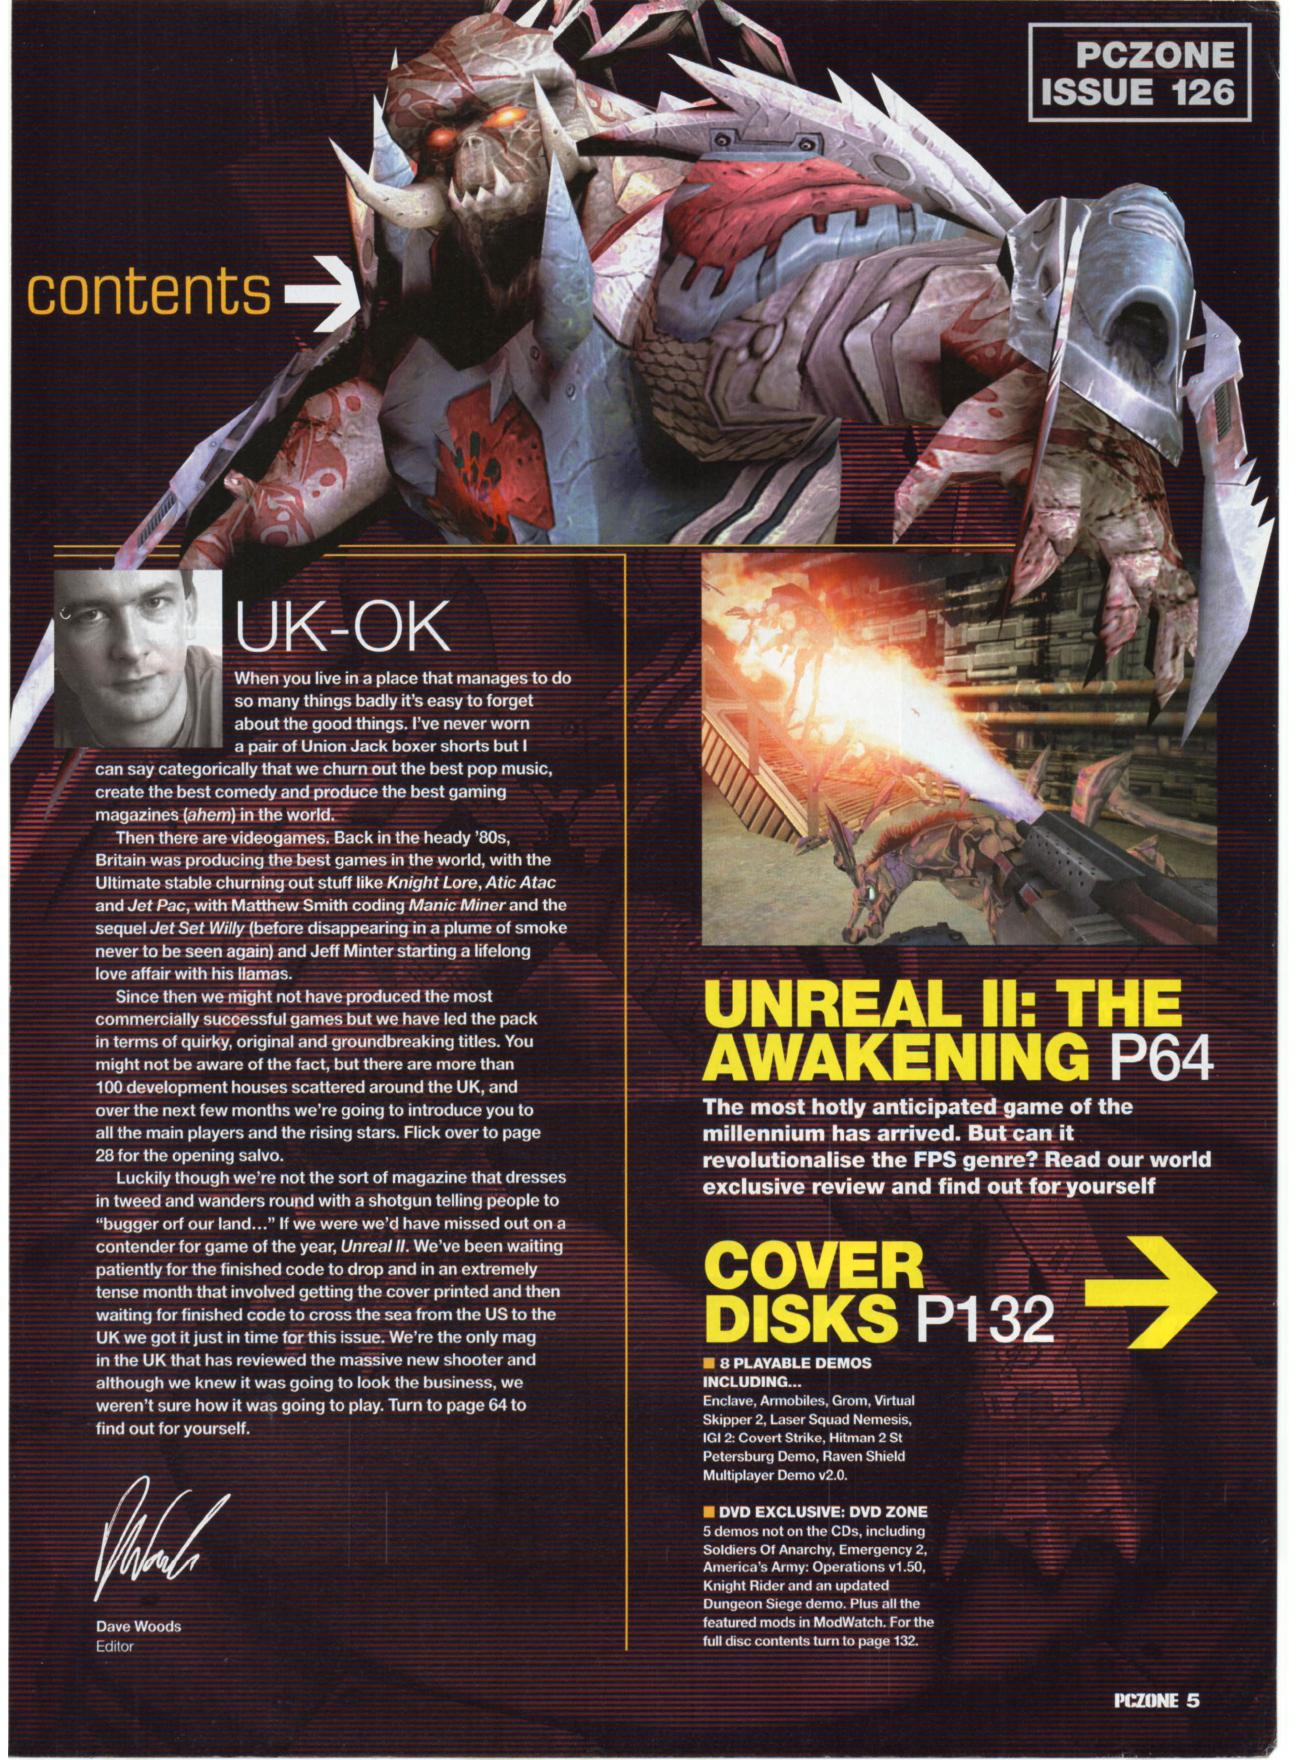 PCZONE
ISSUE 126
contents
UK-OK
When you live in a place that manages to do
so many things badly it's easy to forget
about the good things. I've never worn
a pair of Union Jack boxer shorts but I
can say categorically that we churn out the best pop music,
create the best comedy and produce the best gaming
magazines (ahem) in the world.
Then there are videogames. Back in the heady '80s,
Britain was producing the best games in the world, with the
Ultimate stable churning out stuff like Knight Lore, Atic Atac
and Jet Pac, with Matthew Smith coding Manic Miner and the
sequel Jet Set Willy (before disappearing in a plume of smoke
never to be seen again) and Jeff Minter starting a lifelong
love affair with his llamas.
Since then we might not have produced the most
commercially successful games but we have led the pack
in terms of quirky, original and groundbreaking titles. You
might not be aware of the fact, but there are more than
100 development houses scattered around the UK, and
over the next few months we're going to introduce you to
all the main players and the rising stars. Flick over to page
28 for the opening salvo.
Luckily though we're not the sort of magazine that dresses
in tweed and wanders round with a shotgun telling people to
“bugger orf our land...” If we were we'd have missed out on a
contender for game of the year, Unreal II. We've been waiting
patiently for the finished code to drop and in an extremely
tense month that involved getting the cover printed and then
waiting for finished code to cross the sea from the US to the
UK we got it just in time for this issue. We're the only mag
in the UK that has reviewed the massive new shooter and
although we knew it was going to look the business, we
weren't sure how it was going to play. Turn to page 64 to
find out for yourself.
DWoods
Dave Woods
Editor
UNREAL II: THE
AWAKENING P64
The most hotly anticipated game of the
millennium has arrived. But can it
revolutionalise the FPS genre? Read our world
exclusive review and find out for yourself
COVER
DISKS P132
■ 8 PLAYABLE DEMOS
INCLUDING...
Enclave, Armobiles, Grom, Virtual
Skipper 2, Laser Squad Nemesis,
IGI 2: Covert Strike, Hitman 2 St
Petersburg Demo, Raven Shield
Multiplayer Demo v2.0.
■ DVD EXCLUSIVE: DVD ZONE
5 demos not on the CDs, including
Soldiers Of Anarchy, Emergency 2,
America's Army: Operations v1.50,
Knight Rider and an updated
Dungeon Siege demo. Plus all the
featured mods in ModWatch. For the
full disc contents turn to page 132.
PCZONE 5